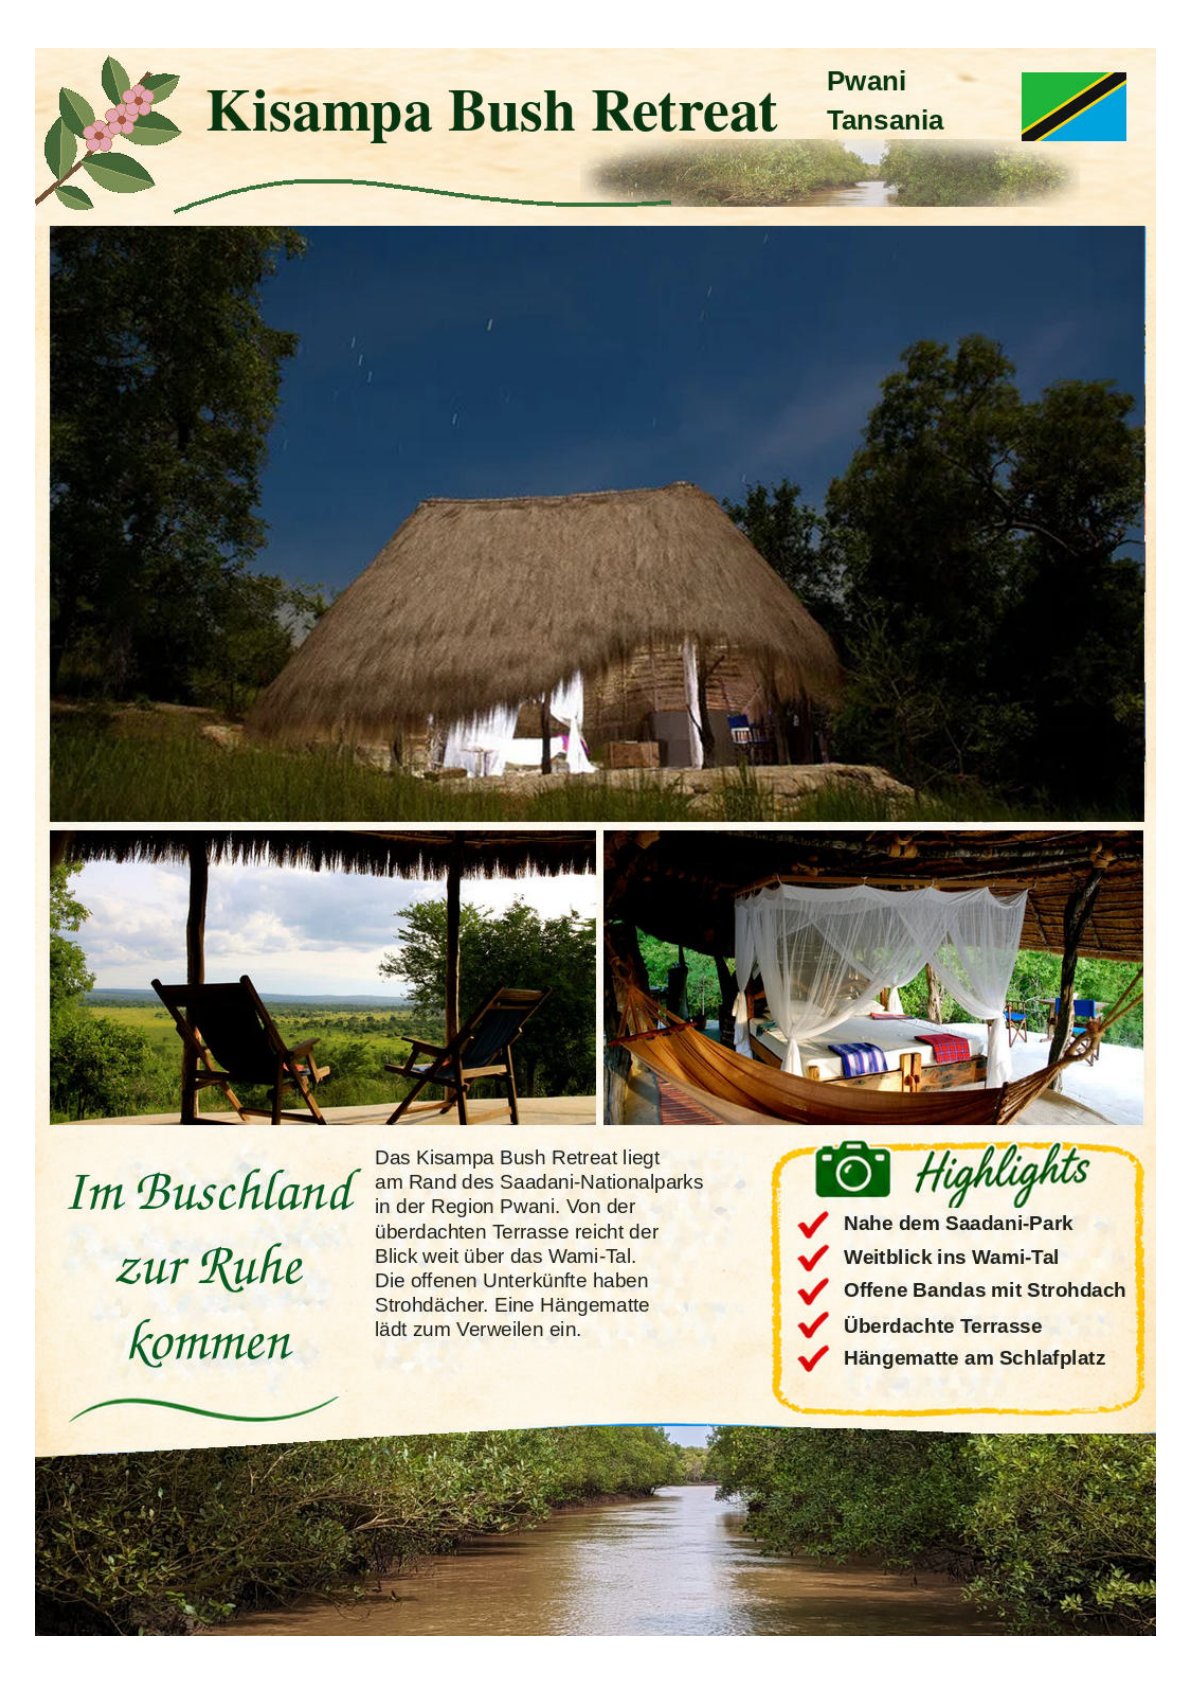 Kisampa Bush Retreat
Pwani
Tansania
Im Buschland
zur Ruhe
kommen
Das Kisampa Bush Retreat liegt
am Rand des Saadani-Nationalparks
in der Region Pwani. Von der
überdachten Terrasse reicht der
Blick weit über das Wami-Tal.
Die offenen Unterkünfte haben
Strohdächer. Eine Hängematte
lädt zum Verweilen ein.
Highlights
Nahe dem Saadani-Park
Weitblick ins Wami-Tal
Offene Bandas mit Strohdach
Überdachte Terrasse
Hängematte am Schlafplatz